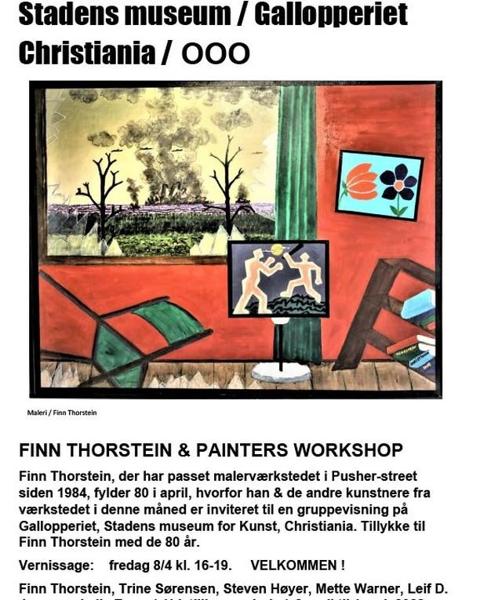 Stadens museum / Gallopperiet
Christiania / OOO
Maleri / Finn Thorstein
FINN THORSTEIN & PAINTERS WORKSHOP
Finn Thorstein, der har passet malerværkstedet i Pusher-street
siden 1984, fylder 80 i april, hvorfor han & de andre kunstnere fra
værkstedet i denne måned er inviteret til en gruppevisning på
Gallopperiet, Stadens museum for Kunst, Christiania. Tillykke til
Finn Thorstein med de 80 år.
Vernissage: fredag 8/4 kl. 16-19. VELKOMMEN !
Finn Thorstein, Trine Sørensen, Steven Høyer, Mette Warner, Leif D.